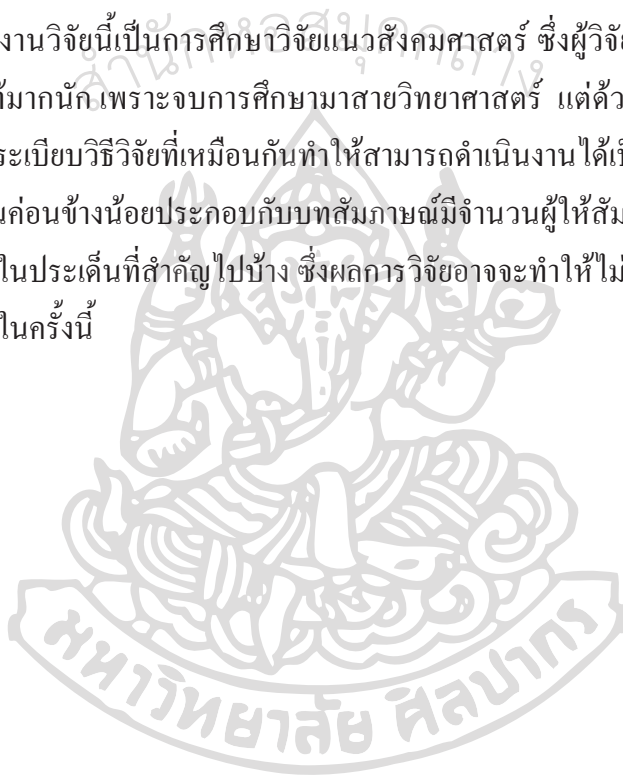 งานวิจัยนี้เป็นการศึกษาวิจัยแนวสังคมศาสตร์ ซึ่งผู้วิจัย
สำนักหอสมุดกลาง
มากนัก เพราะจบการศึกษามาสายวิทยาศาสตร์ แต่ด้ว
ระเบียบวิธีวิจัยที่เหมือนกันทำให้สามารถดำเนินงานได้เป็
ค่อนข้างน้อยประกอบกับบทสัมภาษณ์มีจำนวนผู้ให้สัม
ในประเด็นที่สำคัญไปบ้าง ซึ่งผลการวิจัยอาจจะทำให้ไม่
ในครั้งนี้
มหาวิทยาลัย ศิลปากร